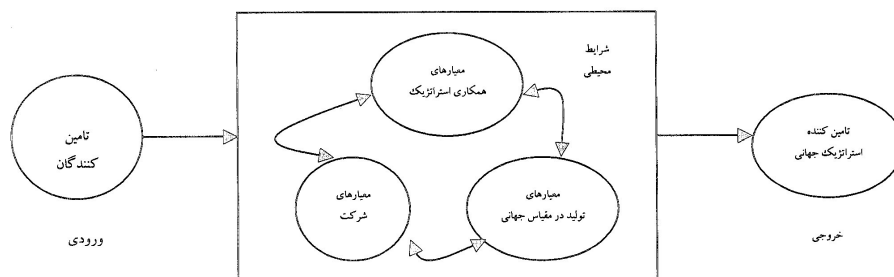 شرایط
محیطی
معیارهای
همکاری استراتژیک
تامین
کنندگان
تامین کننده
استراتژیک جهانی
معیارهای
شرکت
معیارهای
تولید در مقیاس جهانی
ورودی
خروجی